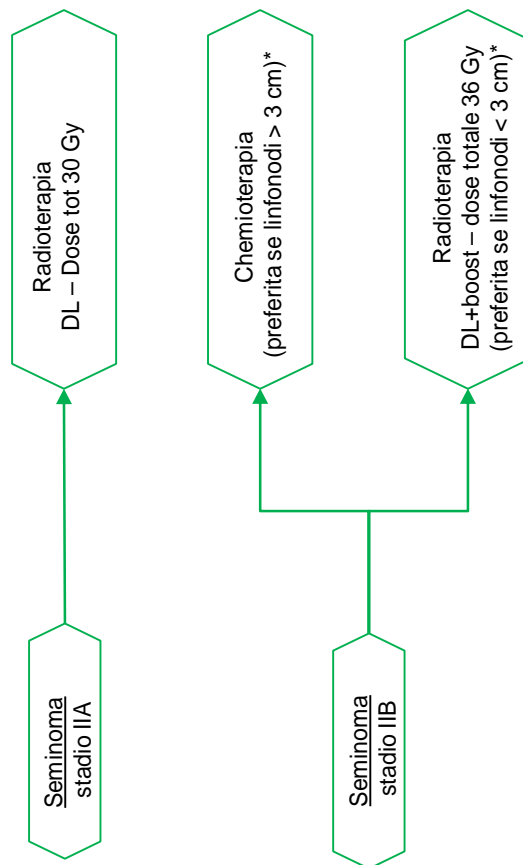 Seminoma
stadio IIA
Radioterapia
DL – Dose tot 30 Gy
Seminoma
stadio IIB
Chemioterapia
(preferita se linfonodi > 3 cm)*
Radioterapia
DL+boost – dose totale 36 Gy
(preferita se linfonodi < 3 cm)*